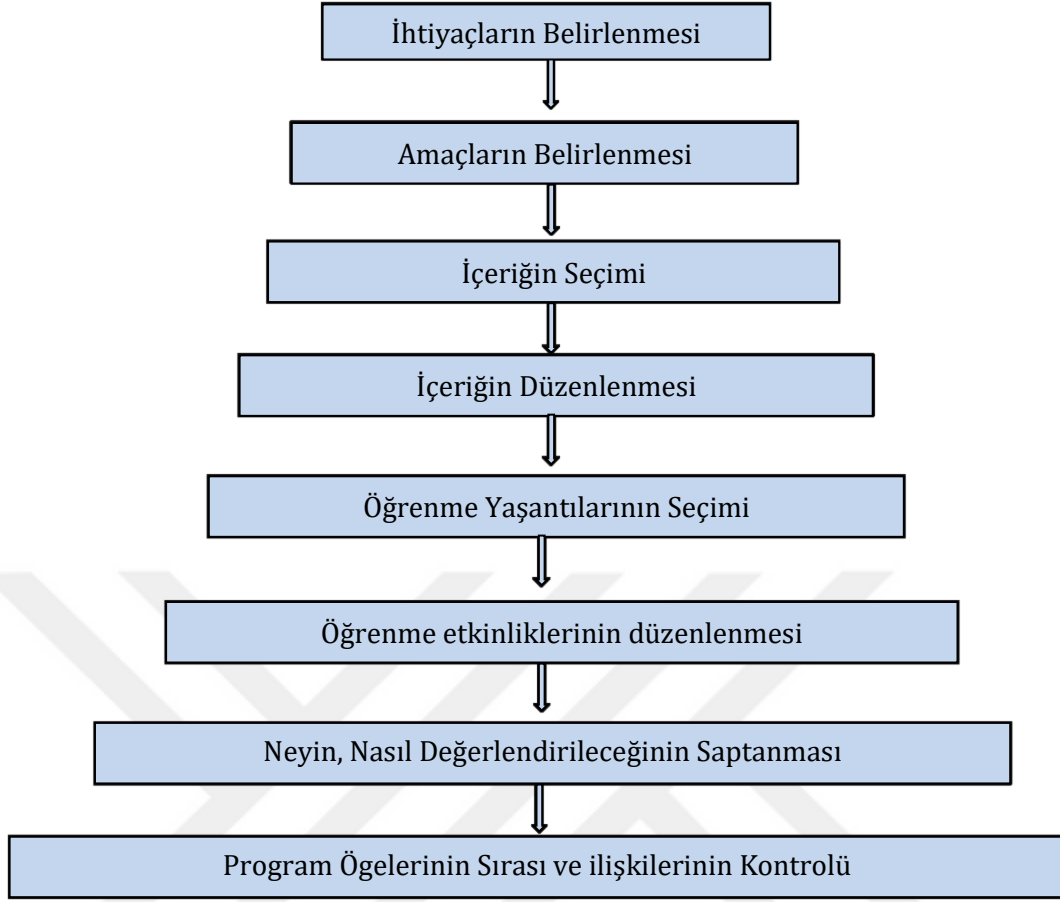 İhtiyaçların Belirlenmesi
Amaçların Belirlenmesi
İçeriğin Seçimi
İçeriğin Düzenlenmesi
Öğrenme Yaşantılarının Seçimi
Öğrenme etkinliklerinin düzenlenmesi
Neyin, Nasıl Değerlendirileceğinin Saptanması
Program Ögelerinin Sırası ve ilişkilerinin Kontrolü